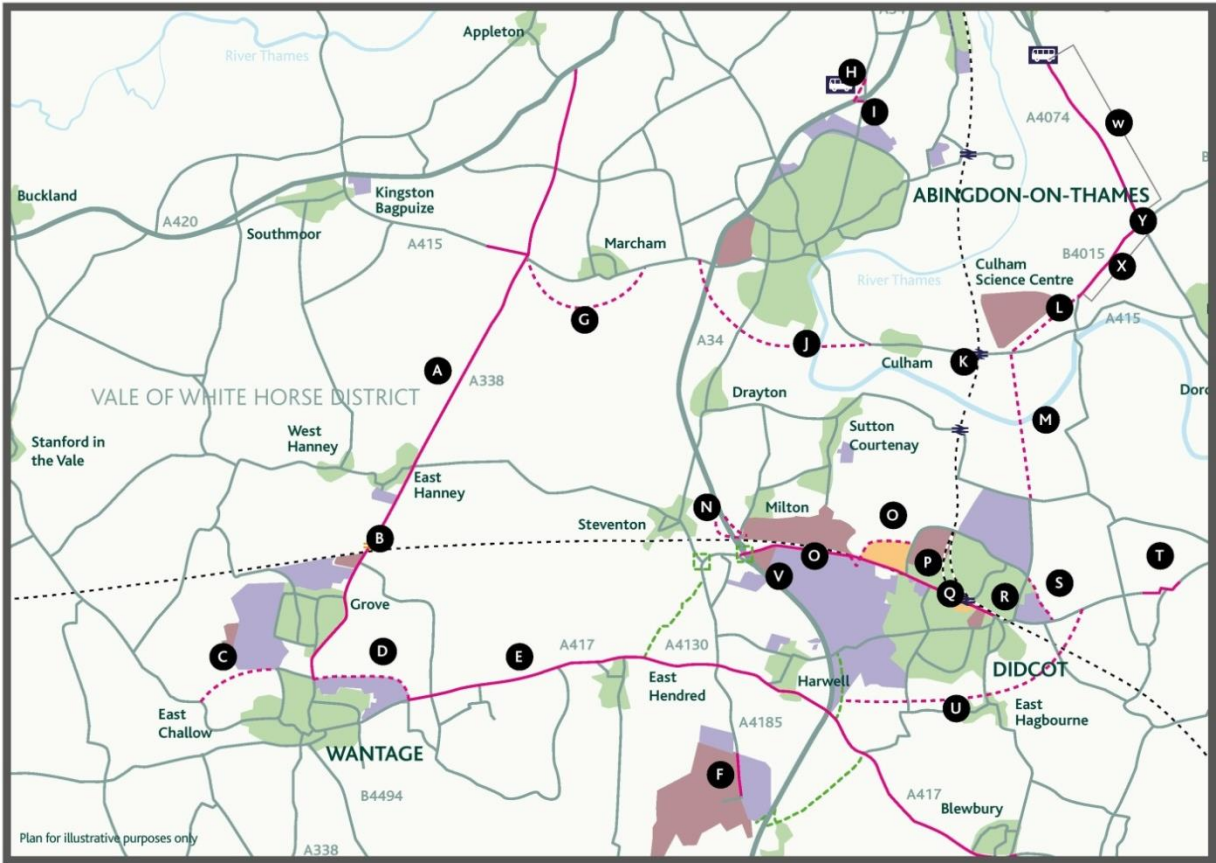 Appleton
A34
River Thames
H
I
A4074
w
Buckland
Kingston
Bagpuize
ABINGDON-ON-THAMES
A420
Southmoor
A415
Marcham
Y
B4015
Culham
Science Centre
X
River Thames
L
A415
G
A34
J
K
Culham
A
A338
VALE OF WHITE HORSE DISTRICT
Drayton
M
Stanford in
the Vale
West
Hanney
Sutton
Courtenay
East
Hanney
N
Milton
O
Steventon
B
O
P
T
V
Q
R
S
Grove
C
D
E
A417
A4130
DIDCOT
East
Hendred
Harwell
East
Challow
U
East
Hagbourne
A4185
WANTAGE
F
B4494
A417
Blewbury
Plan for illustrative purposes only
A338